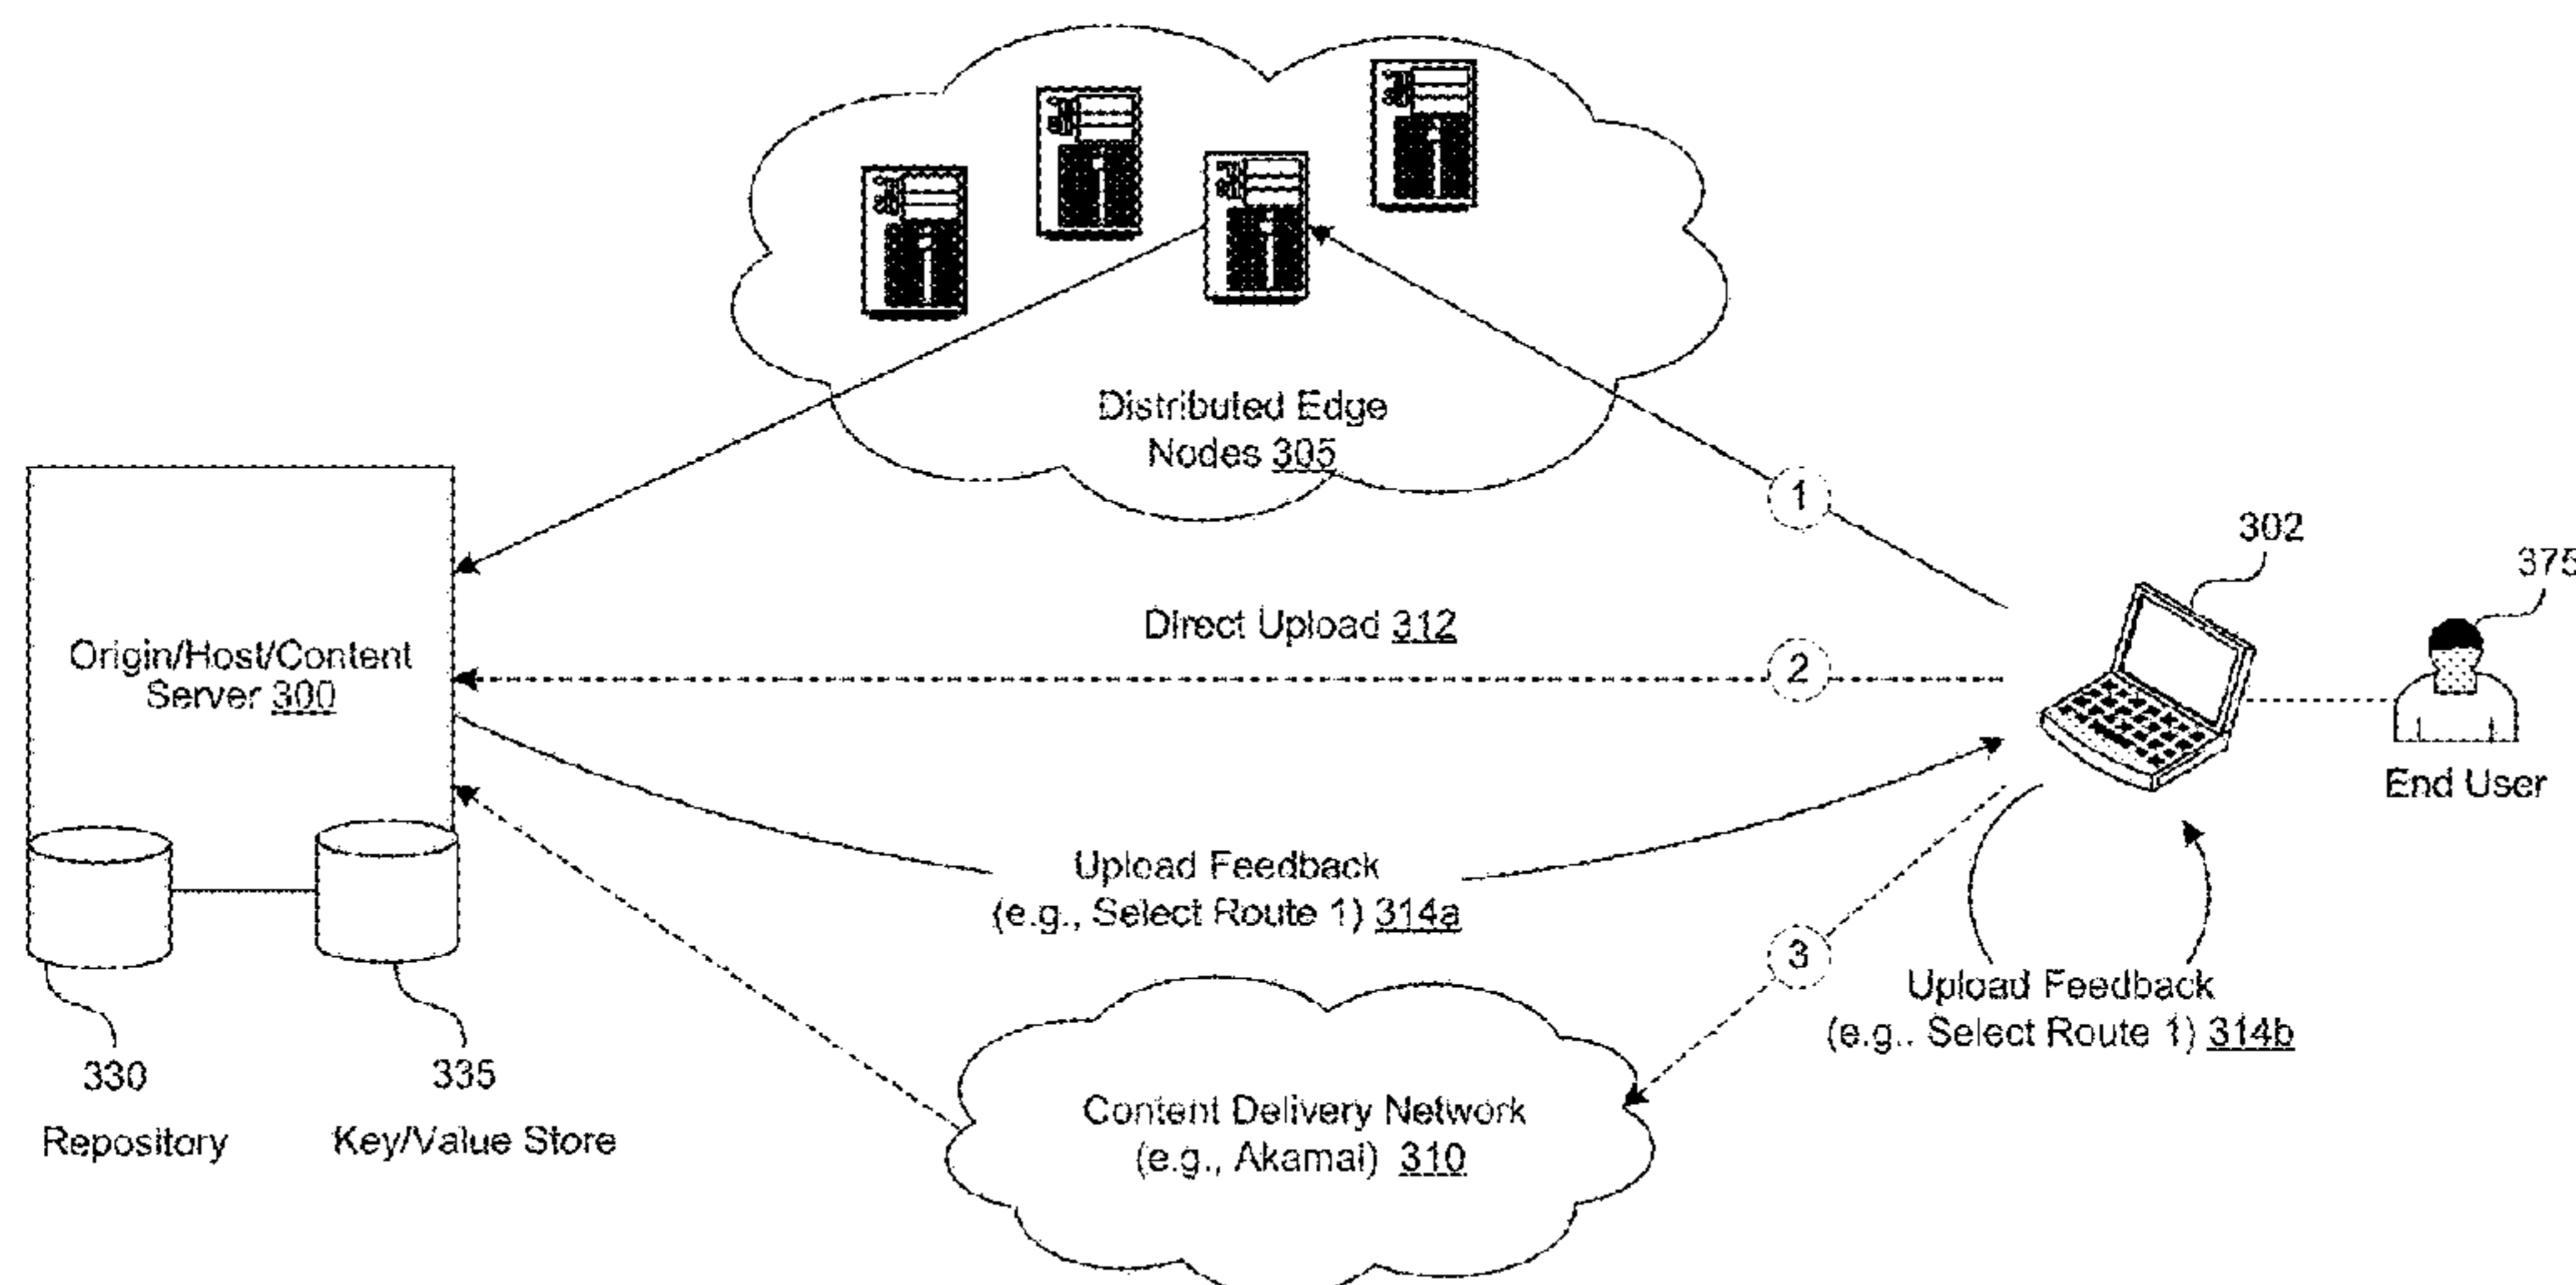 Distributed Edge
Nodes 305
1
302
375
Direct Upload 312
Origin/Host/Content
Server 300
2
End User
Upload Feedback
(e.g., Select Route 1) 314a
3
Upload Feedback
(e.g., Select Route 1) 314b
330
335
Repository
Key/Value Store
Content Delivery Network
(e.g., Akamai) 310